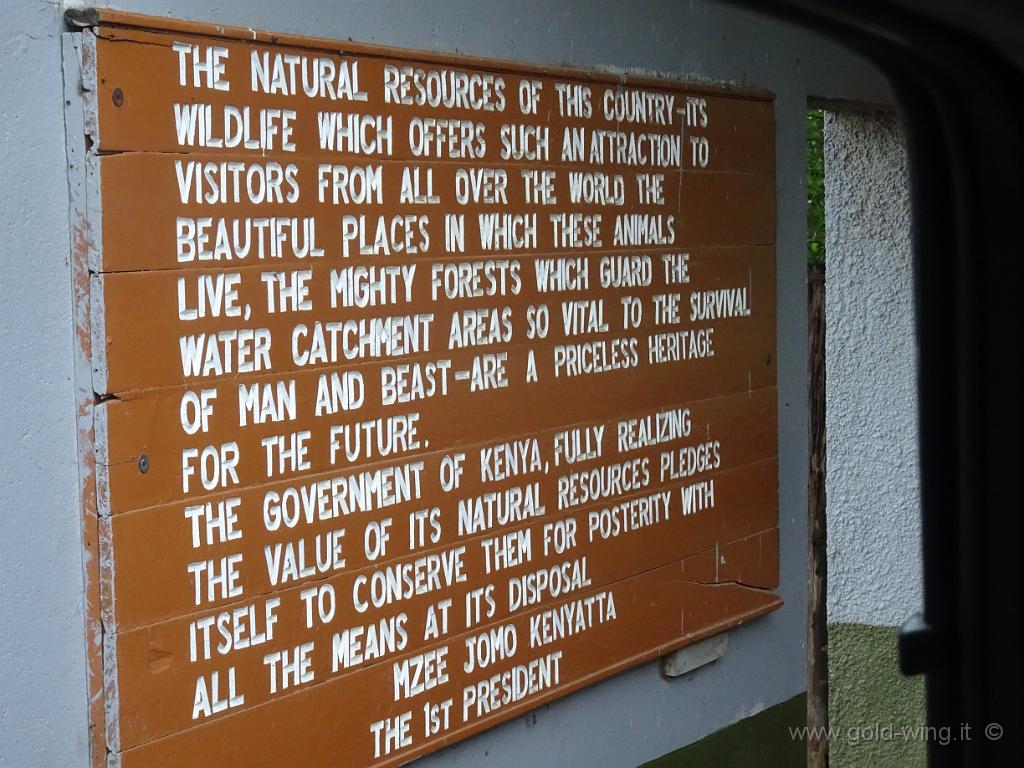 THE NATURAL RESOURCES OF THIS COUNTRY-ITS
WILDLIFE WHICH OFFERS SUCH AN ATTRACTION TO
VISITORS FROM ALL OVER THE WORLD THE
BEAUTIFUL PLACES IN WHICH THESE ANIMALS
LIVE, THE MIGHTY FORESTS WHICH GUARD THE
WATER CATCHMENT AREAS SO VITAL TO THE SURVIVAL
OF MAN AND BEAST-ARE A PRICELESS HERITAGE
FOR THE FUTURE.
THE GOVERNMENT OF KENYA, FULLY REALIZING
THE VALUE OF ITS NATURAL RESOURCES PLEDGES
ITSELF TO CONSERVE THEM FOR POSTERITY WITH
ALL THE MEANS AT ITS DISPOSAL
MZEE JOMO KENYATTA
THE 1ST PRESIDENT
www.gold-wing.it ©